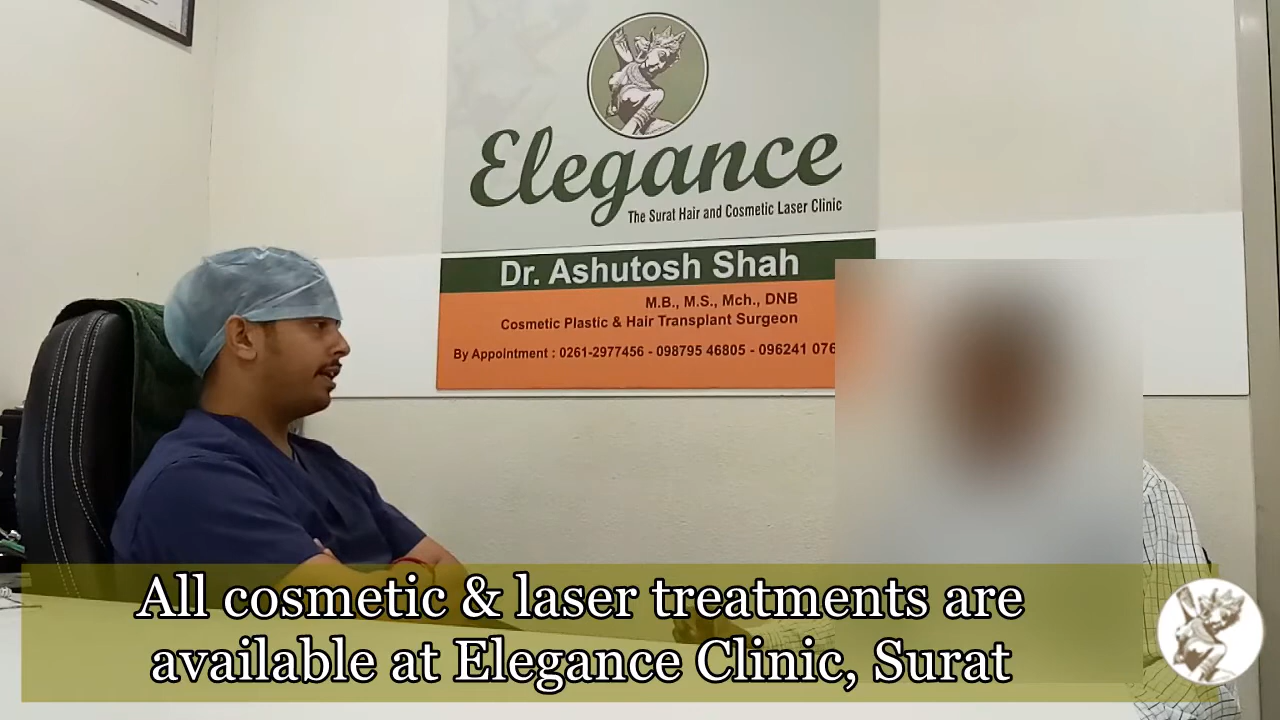 Elegance
The Surat Hair and Cosmetic Laser Clinic
Dr. Ashutosh Shah
M.B., M.S., Mch., DNB
Cosmetic Plastic & Hair Transplant Surgeon
By Appointment : 0261-2977456 - 098795 46805 - 096241 076
All cosmetic & laser treatments are
available at Elegance Clinic, Surat